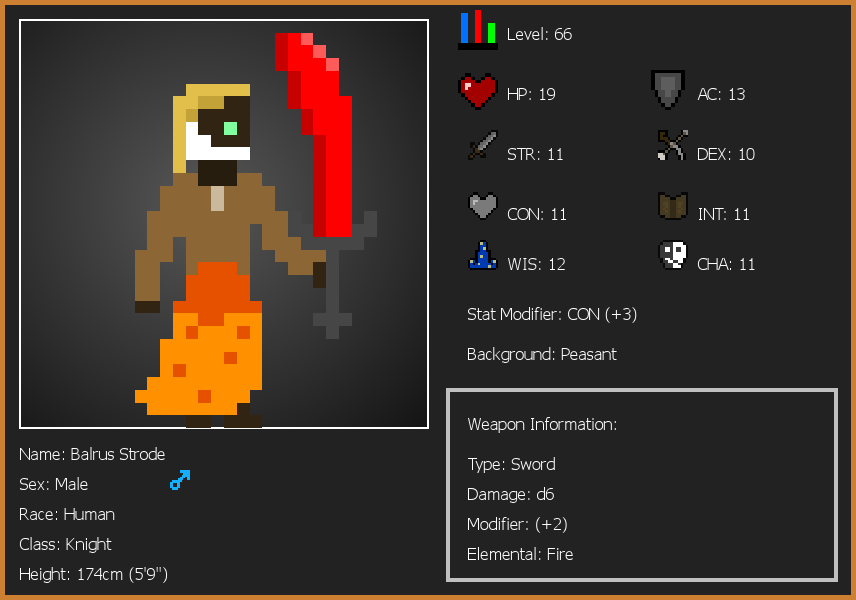 Level: 66
HP: 19
AC: 13
STR: 11
DEX: 10
CON: 11
INT: 11
WIS: 12
CHA: 11
Stat Modifier: CON (+3)
Background: Peasant
Weapon Information:
Type: Sword
Damage: d6
Modifier: (+2)
Elemental: Fire
Name: Balrus Strode
Sex: Male
Race: Human
Class: Knight
Height: 174cm (5'9")